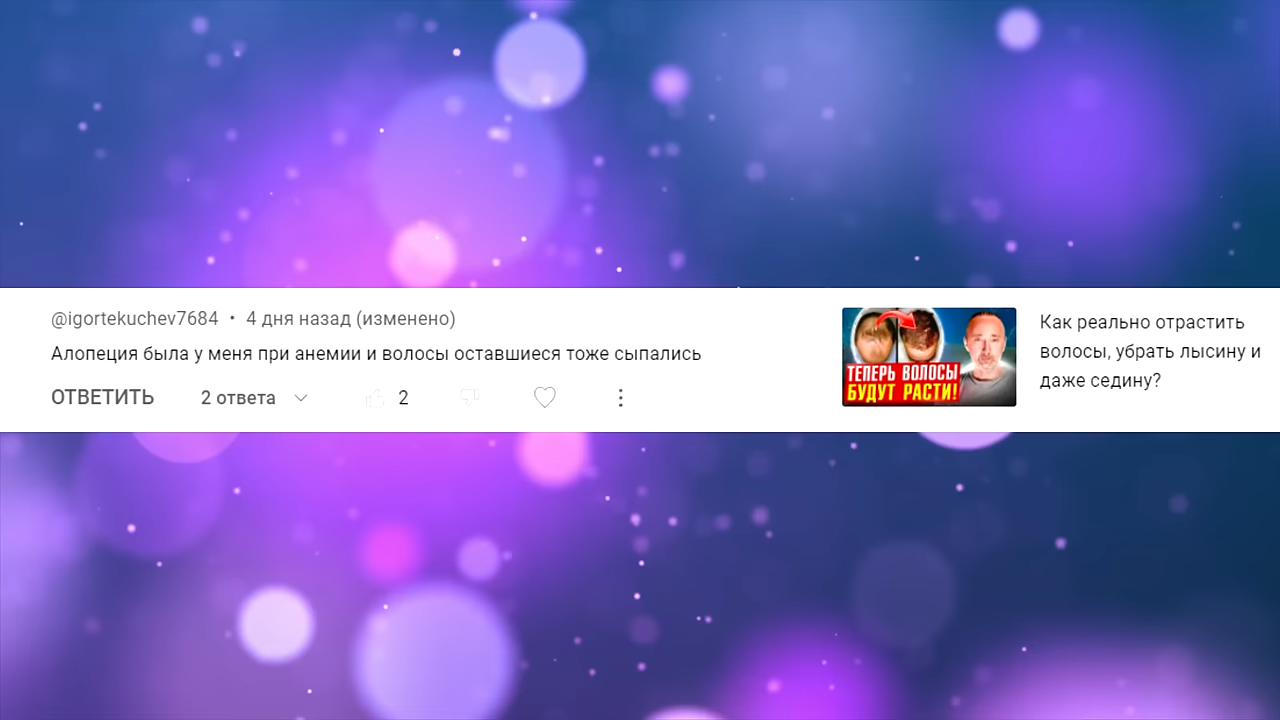 @igortekuchev7684 • 4 дня назад (изменено)
Алопеция была у меня при анемии и волосы оставшиеся тоже сыпались
ОТВЕТИТЬ 2 ответа 2
ТЕПЕРЬ ВОЛОСЫ
БУДУТ РАСТИ!
Как реально отрастить
волосы, убрать лысину и
даже седину?